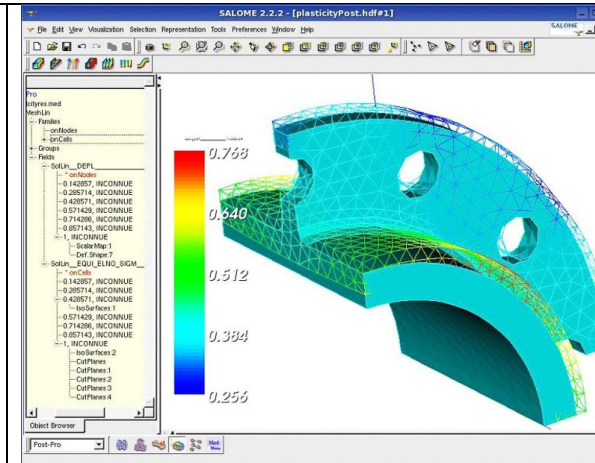 SALOME 2.2.2 - [plasticityPost.hdf#1]
File Edit View Visualization Selection Representation Tools Preferences Window Help
SALOME
Pro
icityres.med
MeshLin
Families
onNodes
onCells
Groups
Fields
SolLin__DEPL_
* onNodes
0.142857, INCONNUE
0.285714, INCONNUE
0.428571, INCONNUE
0.571429, INCONNUE
0.714286, INCONNUE
0.857143, INCONNUE
1, INCONNUE
ScalarMap:1
Def.Shape:7
SolLin__EQUI_ELNO_SIGM__
* onCells
0.142857, INCONNUE
0.285714, INCONNUE
0.428571, INCONNUE
IsoSurfaces:1
0.571429, INCONNUE
0.714286, INCONNUE
0.857143, INCONNUE
1, INCONNUE
IsoSurfaces:2
CutPlanes
CutPlanes:1
CutPlanes:2
CutPlanes:3
CutPlanes:4
Object Browser
0.768
0.640
0.512
0.384
0.256
Post-Pro
Med